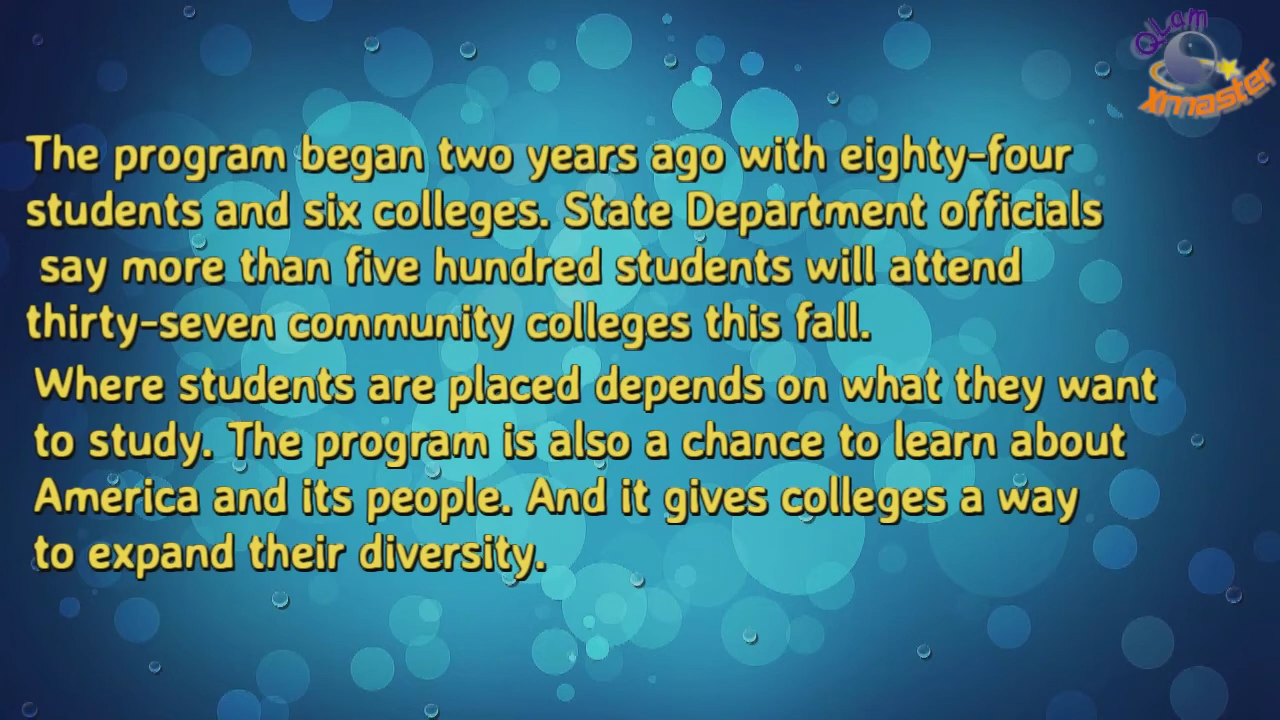 QLam
xmaster
The program began two years ago with eighty-four
students and six colleges. State Department officials
say more than five hundred students will attend
thirty-seven community colleges this fall.
Where students are placed depends on what they want
to study. The program is also a chance to learn about
America and its people. And it gives colleges a way
to expand their diversity.